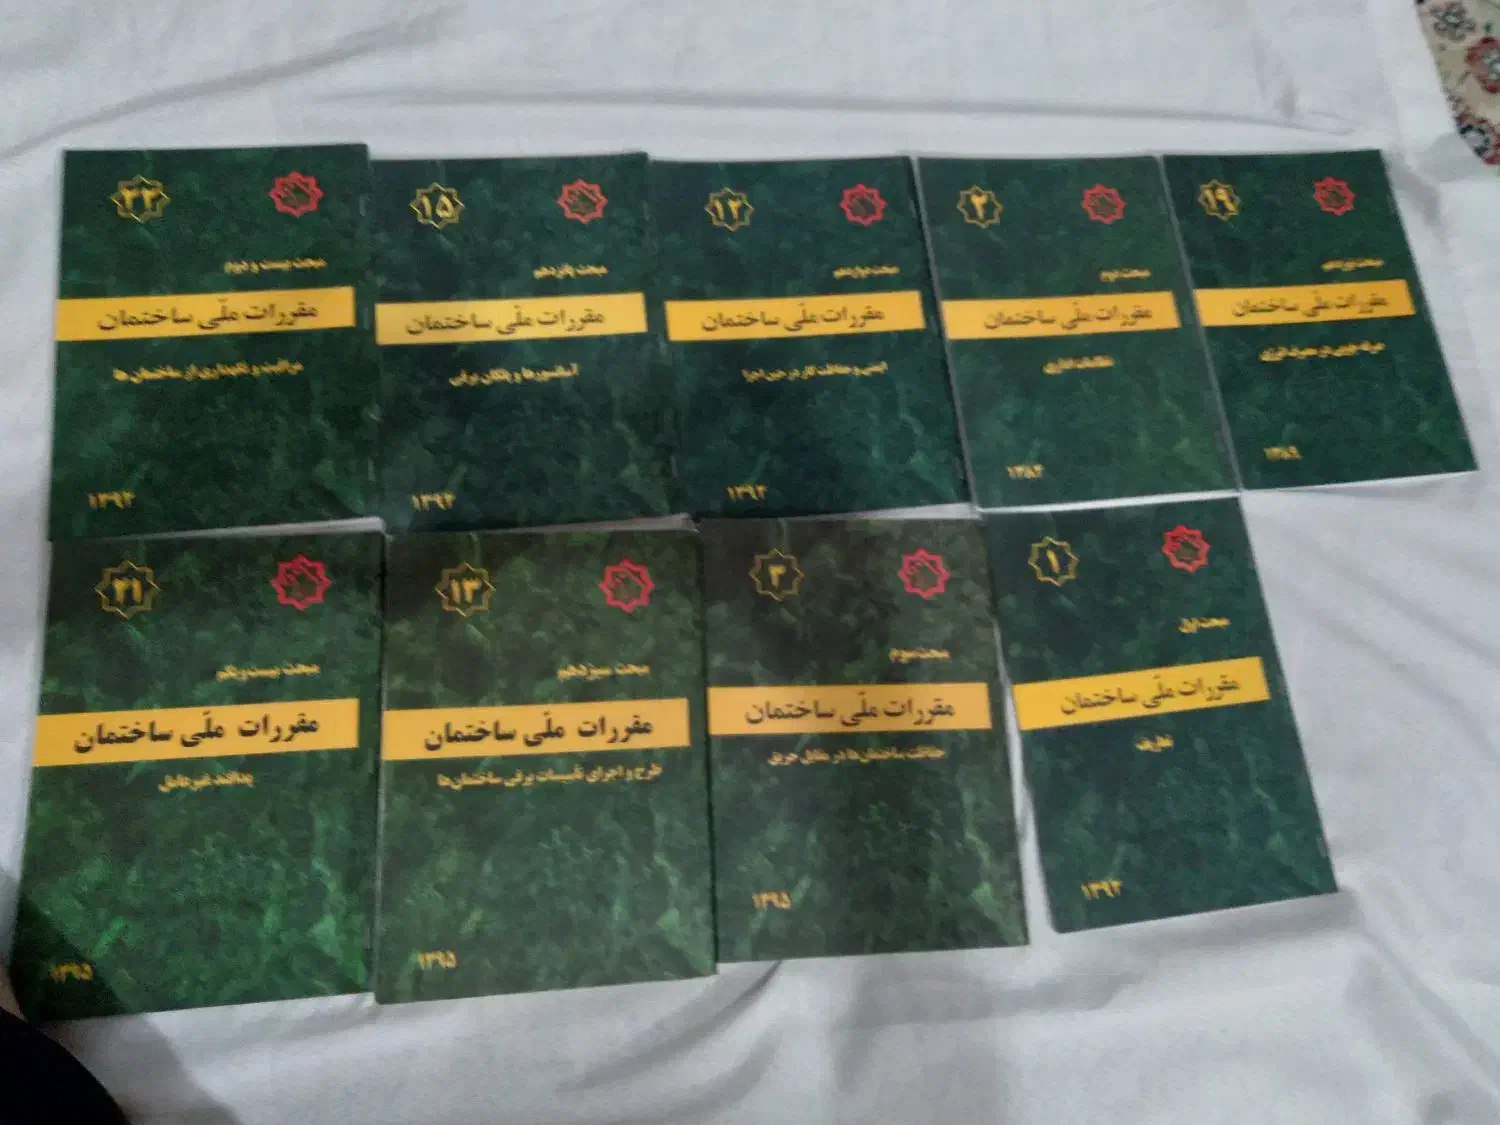 ۲۲
مبحث بیست و دوم
مقررات ملّی ساختمان
مراقبت و نگهداری از ساختمان ها
۱۳۹۲
۱۵
مبحث پانزدهم
مقررات ملّی ساختمان
آسانسورها و پلکان برقی
۱۳۹۲
۱۲
مبحث دوازدهم
مقررات ملّی ساختمان
ایمنی و حفاظت کار در حین اجرا
۱۳۹۲
۲
مبحث دوم
مقررات ملّی ساختمان
نظامات اداری
۱۳۸۴
۱۹
مبحث نوزدهم
مقررات ملّی ساختمان
صرفه جویی در مصرف انرژی
۱۳۸۹
۲۱
مبحث بیست و یکم
مقررات ملّی ساختمان
پدافند غیرعامل
۱۳۹۵
۱۳
مبحث سیزدهم
مقررات ملّی ساختمان
طرح و اجرای تأسیسات برقی ساختمان ها
۱۳۹۵
۳
مبحث سوم
مقررات ملّی ساختمان
حفاظت ساختمان ها در مقابل حریق
۱۳۹۵
۱
مبحث اول
مقررات ملّی ساختمان
تعاریف
۱۳۹۲